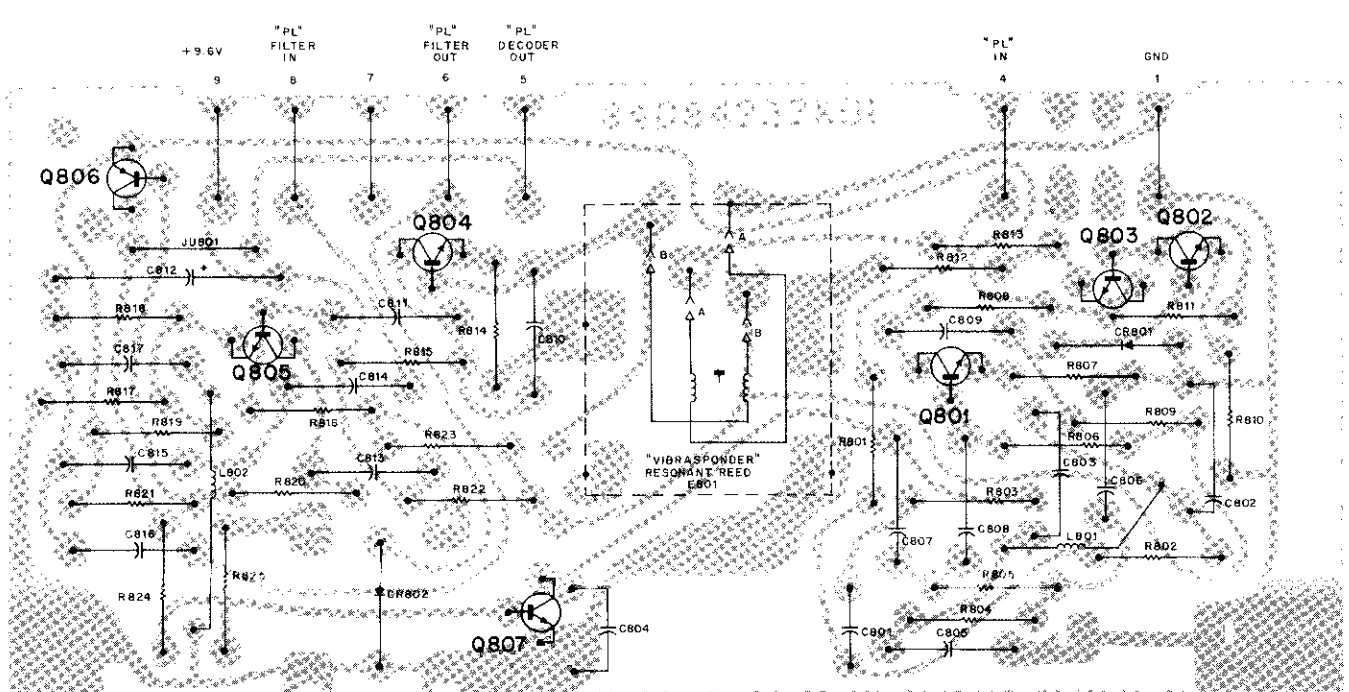 "PL"
FILTER
IN
"PL"
FILTER
OUT
"PL"
DECODER
OUT
"PL"
IN
+9.6V
GND
9
8
7
6
5
4
1
Q806
Q804
Q802
Q803
JU801
C812
+
R813
R812
R818
C811
R814
C810
R808
C809
R811
CR801
C817
Q805
R815
C814
R807
Q801
R817
R816
R819
R823
R801
R809
R806
R810
C815
L802
C813
R820
R822
R821
B
A
A
B
"VIBRASPONDER"
RESONANT REED
E801
C803
C806
C802
R803
C807
C808
L801
R802
C816
R824
CR802
Q807
C804
R805
R804
C801
C805